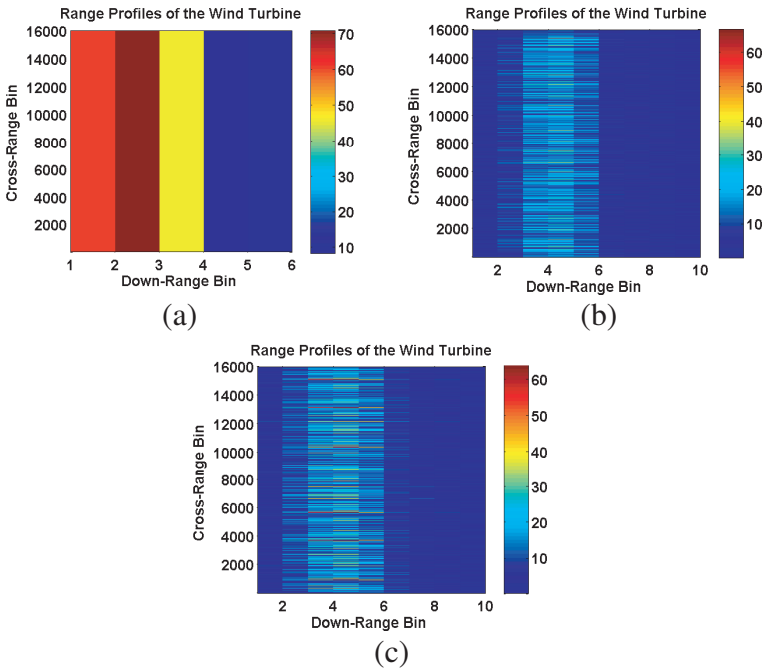 Range Profiles of the Wind Turbine
Cross-Range Bin
16000
14000
12000
10000
8000
6000
4000
2000
1 2 3 4 5 6
Down-Range Bin
70
60
50
40
30
20
10
(a)
Range Profiles of the Wind Turbine
Cross-Range Bin
16000
14000
12000
10000
8000
6000
4000
2000
2 4 6 8 10
Down-Range Bin
60
50
40
30
20
10
(b)
Range Profiles of the Wind Turbine
Cross-Range Bin
16000
14000
12000
10000
8000
6000
4000
2000
2 4 6 8 10
Down-Range Bin
60
50
40
30
20
10
(c)